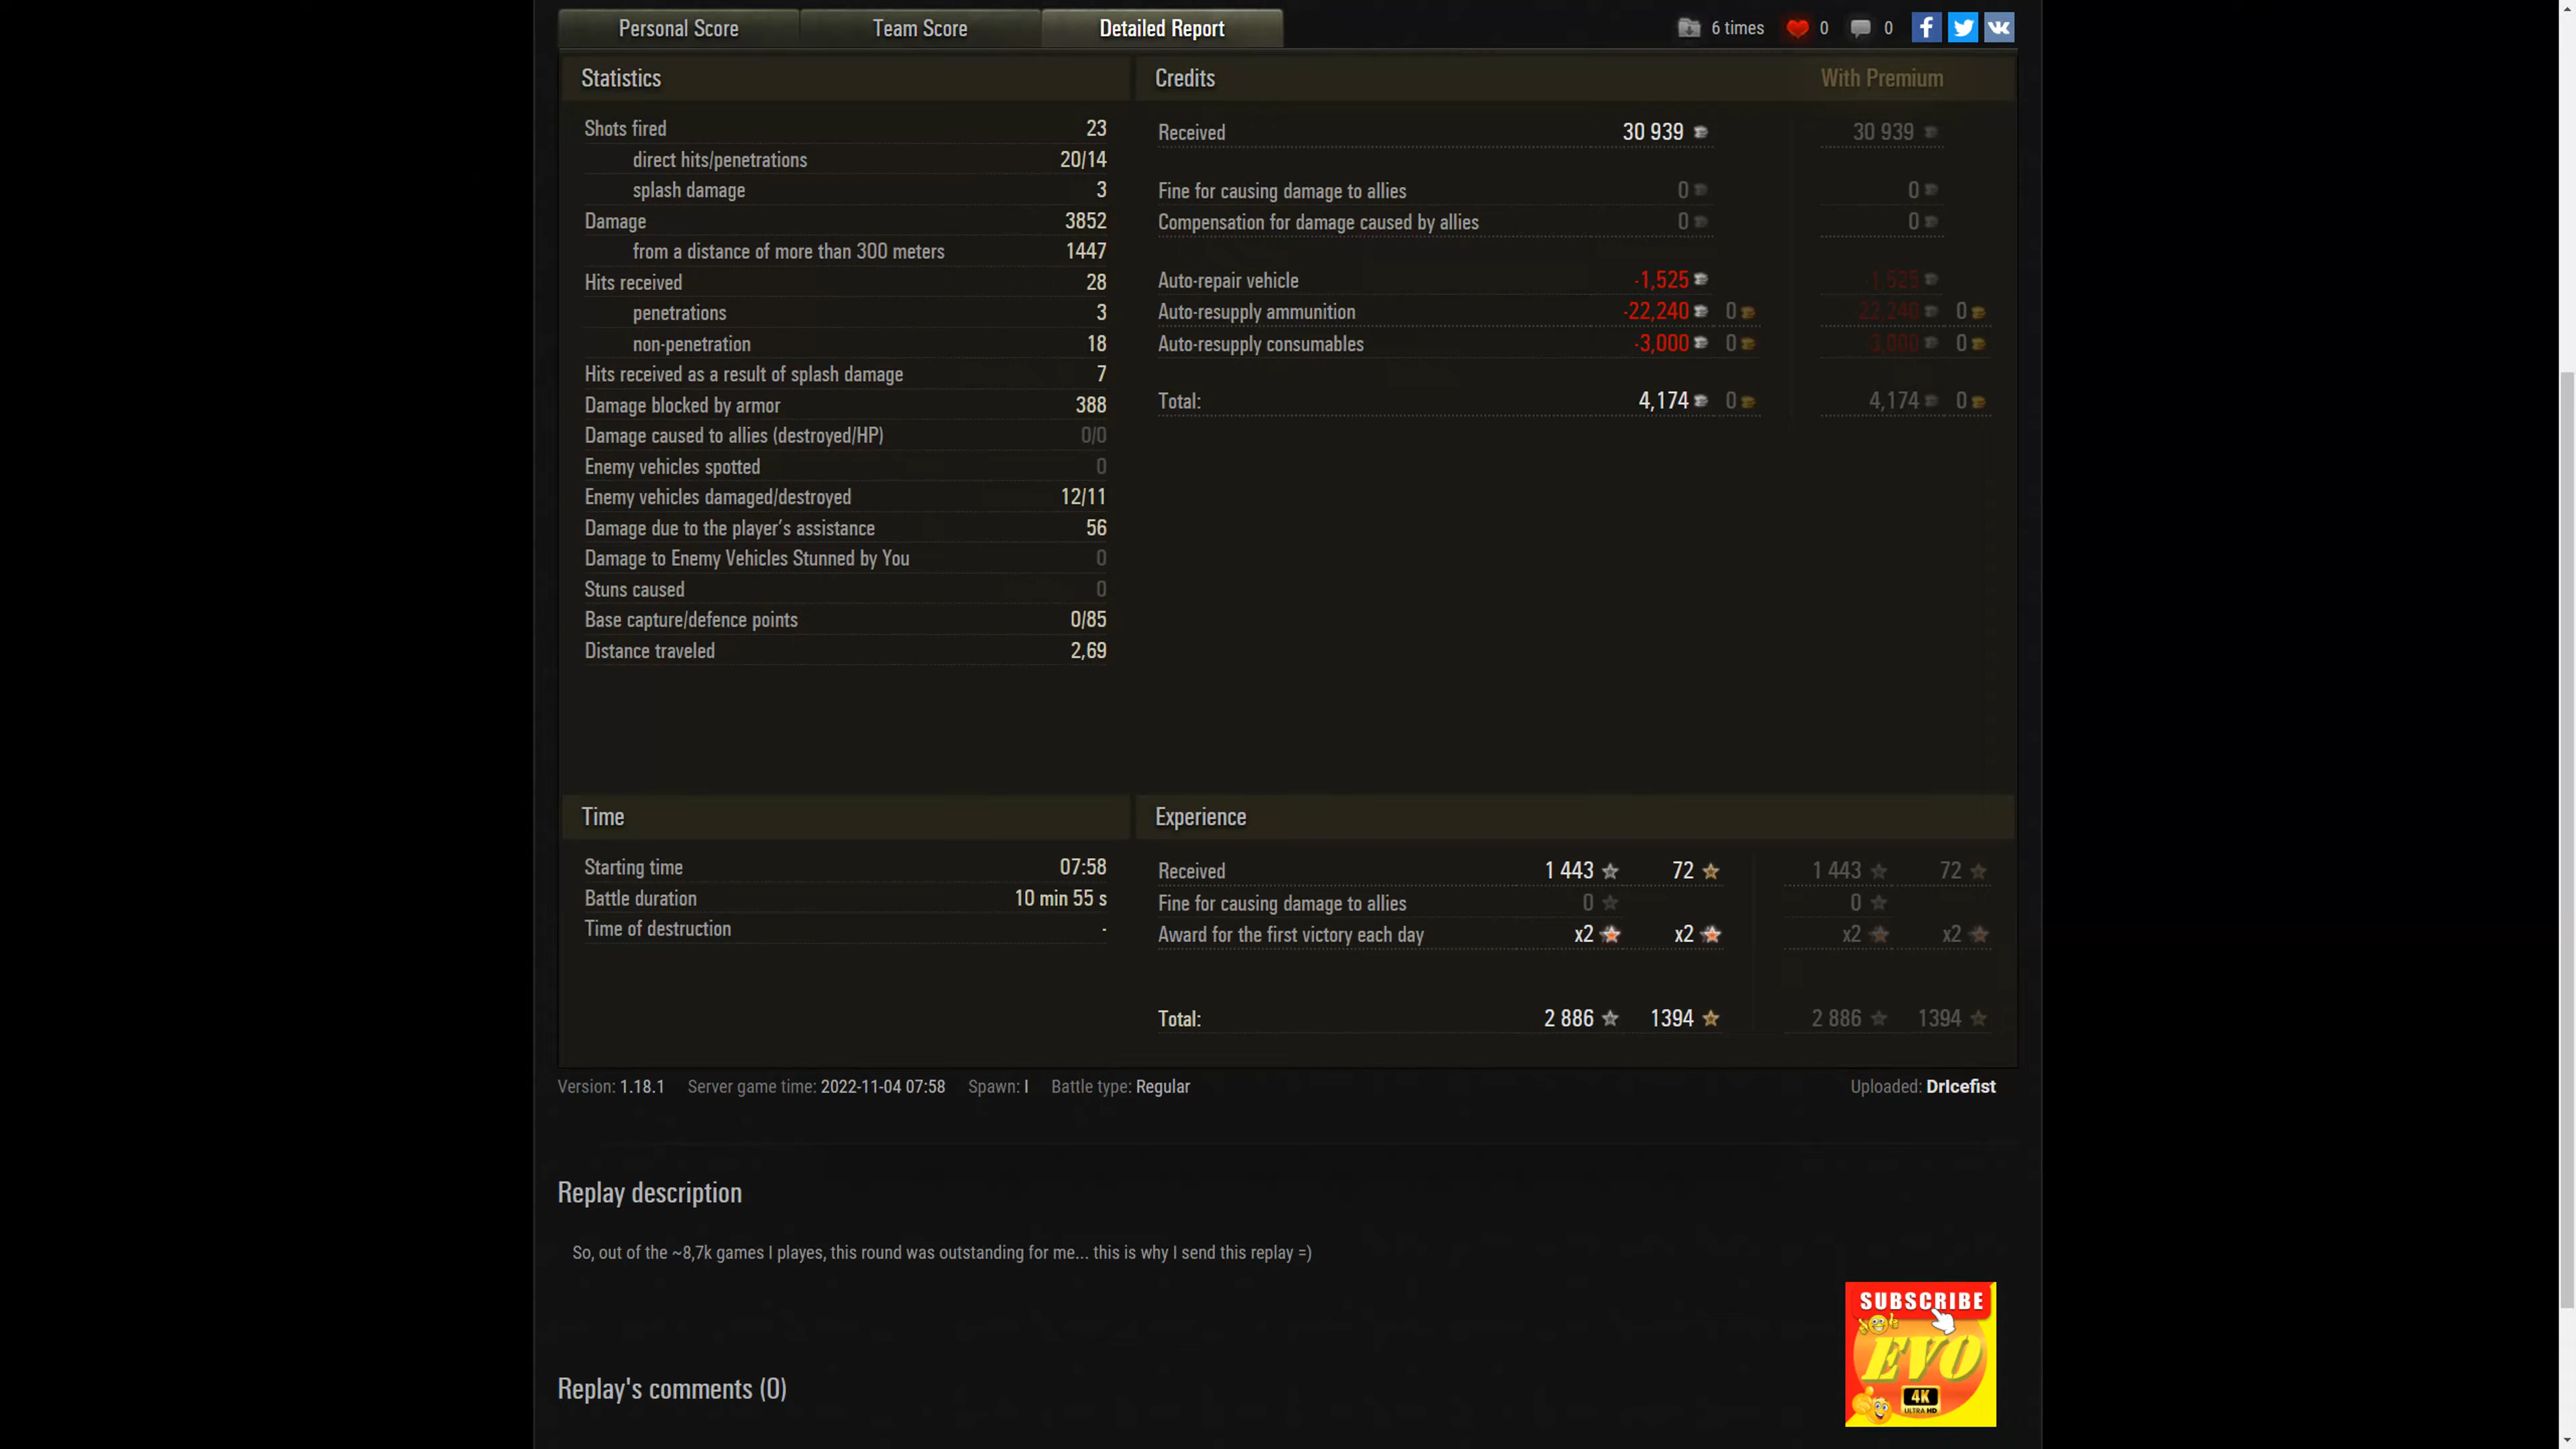 Personal Score Team Score Detailed Report 6 times 0 0
Statistics
Shots fired 23
direct hits/penetrations 20/14
splash damage 3
Damage 3852
from a distance of more than 300 meters 1447
Hits received 28
penetrations 3
non-penetration 18
Hits received as a result of splash damage 7
Damage blocked by armor 388
Damage caused to allies (destroyed/HP) 0/0
Enemy vehicles spotted 0
Enemy vehicles damaged/destroyed 12/11
Damage due to the player's assistance 56
Damage to Enemy Vehicles Stunned by You 0
Stuns caused 0
Base capture/defence points 0/85
Distance traveled 2,69
Credits With Premium
Received 30 939 30 939
Fine for causing damage to allies 0 0
Compensation for damage caused by allies 0 0
Auto-repair vehicle -1,525 -1,525
Auto-resupply ammunition -22,240 0 -22,240 0
Auto-resupply consumables -3,000 0 -3,000 0
Total: 4,174 0 4,174 0
Time
Starting time 07:58
Battle duration 10 min 55 s
Time of destruction -
Experience
Received 1 443 72 1 443 72
Fine for causing damage to allies 0 0
Award for the first victory each day x2 x2 x2 x2
Total: 2 886 1394 2 886 1394
Version: 1.18.1 Server game time: 2022-11-04 07:58 Spawn: I Battle type: Regular Uploaded: DrIcefist
Replay description
So, out of the ~8,7k games I playes, this round was outstanding for me... this is why I send this replay =)
Replay's comments (0)
SUBSCRIBE
EVO
4K
ULTRA HD